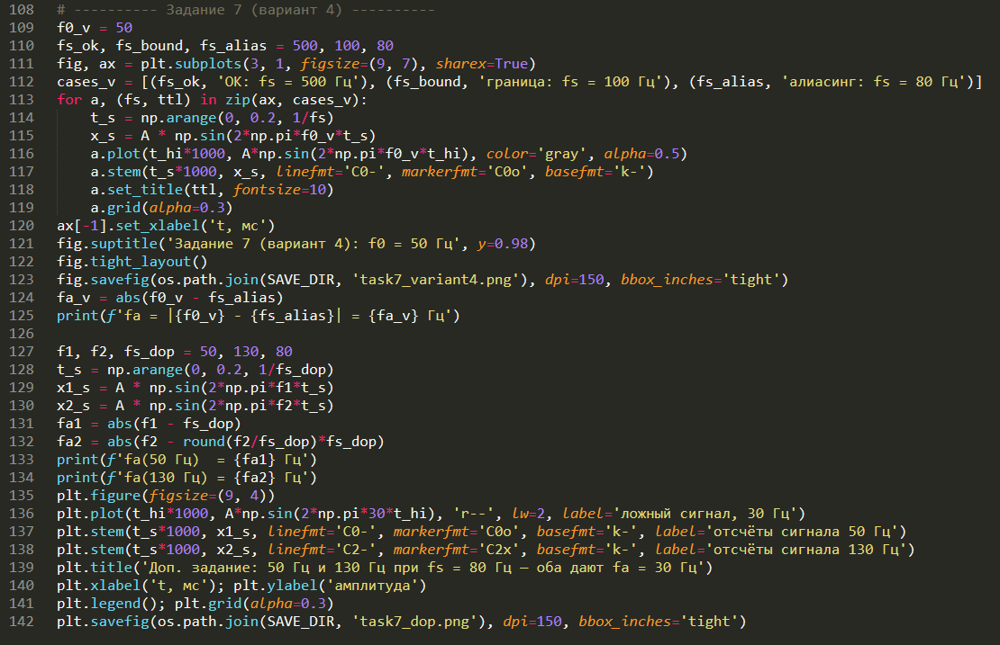 108 # ---------- Задание 7 (вариант 4) ----------
109 f0_v = 50
110 fs_ok, fs_bound, fs_alias = 500, 100, 80
111 fig, ax = plt.subplots(3, 1, figsize=(9, 7), sharex=True)
112 cases_v = [(fs_ok, 'OK: fs = 500 Гц'), (fs_bound, 'граница: fs = 100 Гц'), (fs_alias, 'алиасинг: fs = 80 Гц')]
113 for a, (fs, ttl) in zip(ax, cases_v):
114     t_s = np.arange(0, 0.2, 1/fs)
115     x_s = A * np.sin(2*np.pi*f0_v*t_s)
116     a.plot(t_hi*1000, A*np.sin(2*np.pi*f0_v*t_hi), color='gray', alpha=0.5)
117     a.stem(t_s*1000, x_s, linefmt='C0-', markerfmt='C0o', basefmt='k-')
118     a.set_title(ttl, fontsize=10)
119     a.grid(alpha=0.3)
120 ax[-1].set_xlabel('t, мс')
121 fig.suptitle('Задание 7 (вариант 4): f0 = 50 Гц', y=0.98)
122 fig.tight_layout()
123 fig.savefig(os.path.join(SAVE_DIR, 'task7_variant4.png'), dpi=150, bbox_inches='tight')
124 fa_v = abs(f0_v - fs_alias)
125 print(f'fa = |{f0_v} - {fs_alias}| = {fa_v} Гц')
126
127 f1, f2, fs_dop = 50, 130, 80
128 t_s = np.arange(0, 0.2, 1/fs_dop)
129 x1_s = A * np.sin(2*np.pi*f1*t_s)
130 x2_s = A * np.sin(2*np.pi*f2*t_s)
131 fa1 = abs(f1 - fs_dop)
132 fa2 = abs(f2 - round(f2/fs_dop)*fs_dop)
133 print(f'fa(50 Гц)  = {fa1} Гц')
134 print(f'fa(130 Гц) = {fa2} Гц')
135 plt.figure(figsize=(9, 4))
136 plt.plot(t_hi*1000, A*np.sin(2*np.pi*30*t_hi), 'r--', lw=2, label='ложный сигнал, 30 Гц')
137 plt.stem(t_s*1000, x1_s, linefmt='C0-', markerfmt='C0o', basefmt='k-', label='отсчёты сигнала 50 Гц')
138 plt.stem(t_s*1000, x2_s, linefmt='C2-', markerfmt='C2x', basefmt='k-', label='отсчёты сигнала 130 Гц')
139 plt.title('Доп. задание: 50 Гц и 130 Гц при fs = 80 Гц — оба дают fa = 30 Гц')
140 plt.xlabel('t, мс'); plt.ylabel('амплитуда')
141 plt.legend(); plt.grid(alpha=0.3)
142 plt.savefig(os.path.join(SAVE_DIR, 'task7_dop.png'), dpi=150, bbox_inches='tight')